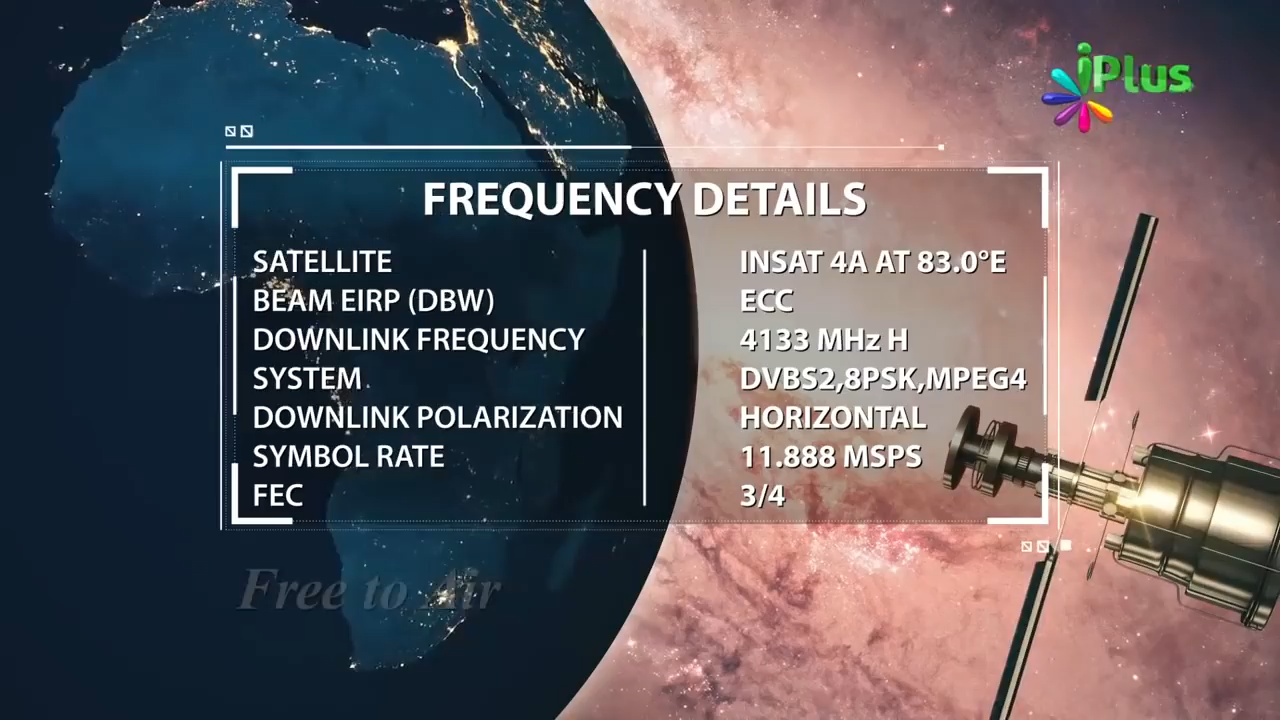 iPlus
FREQUENCY DETAILS
SATELLITE INSAT 4A AT 83.0°E
BEAM EIRP (DBW) ECC
DOWNLINK FREQUENCY 4133 MHz H
SYSTEM DVBS2,8PSK,MPEG4
DOWNLINK POLARIZATION HORIZONTAL
SYMBOL RATE 11.888 MSPS
FEC 3/4
Free to Air